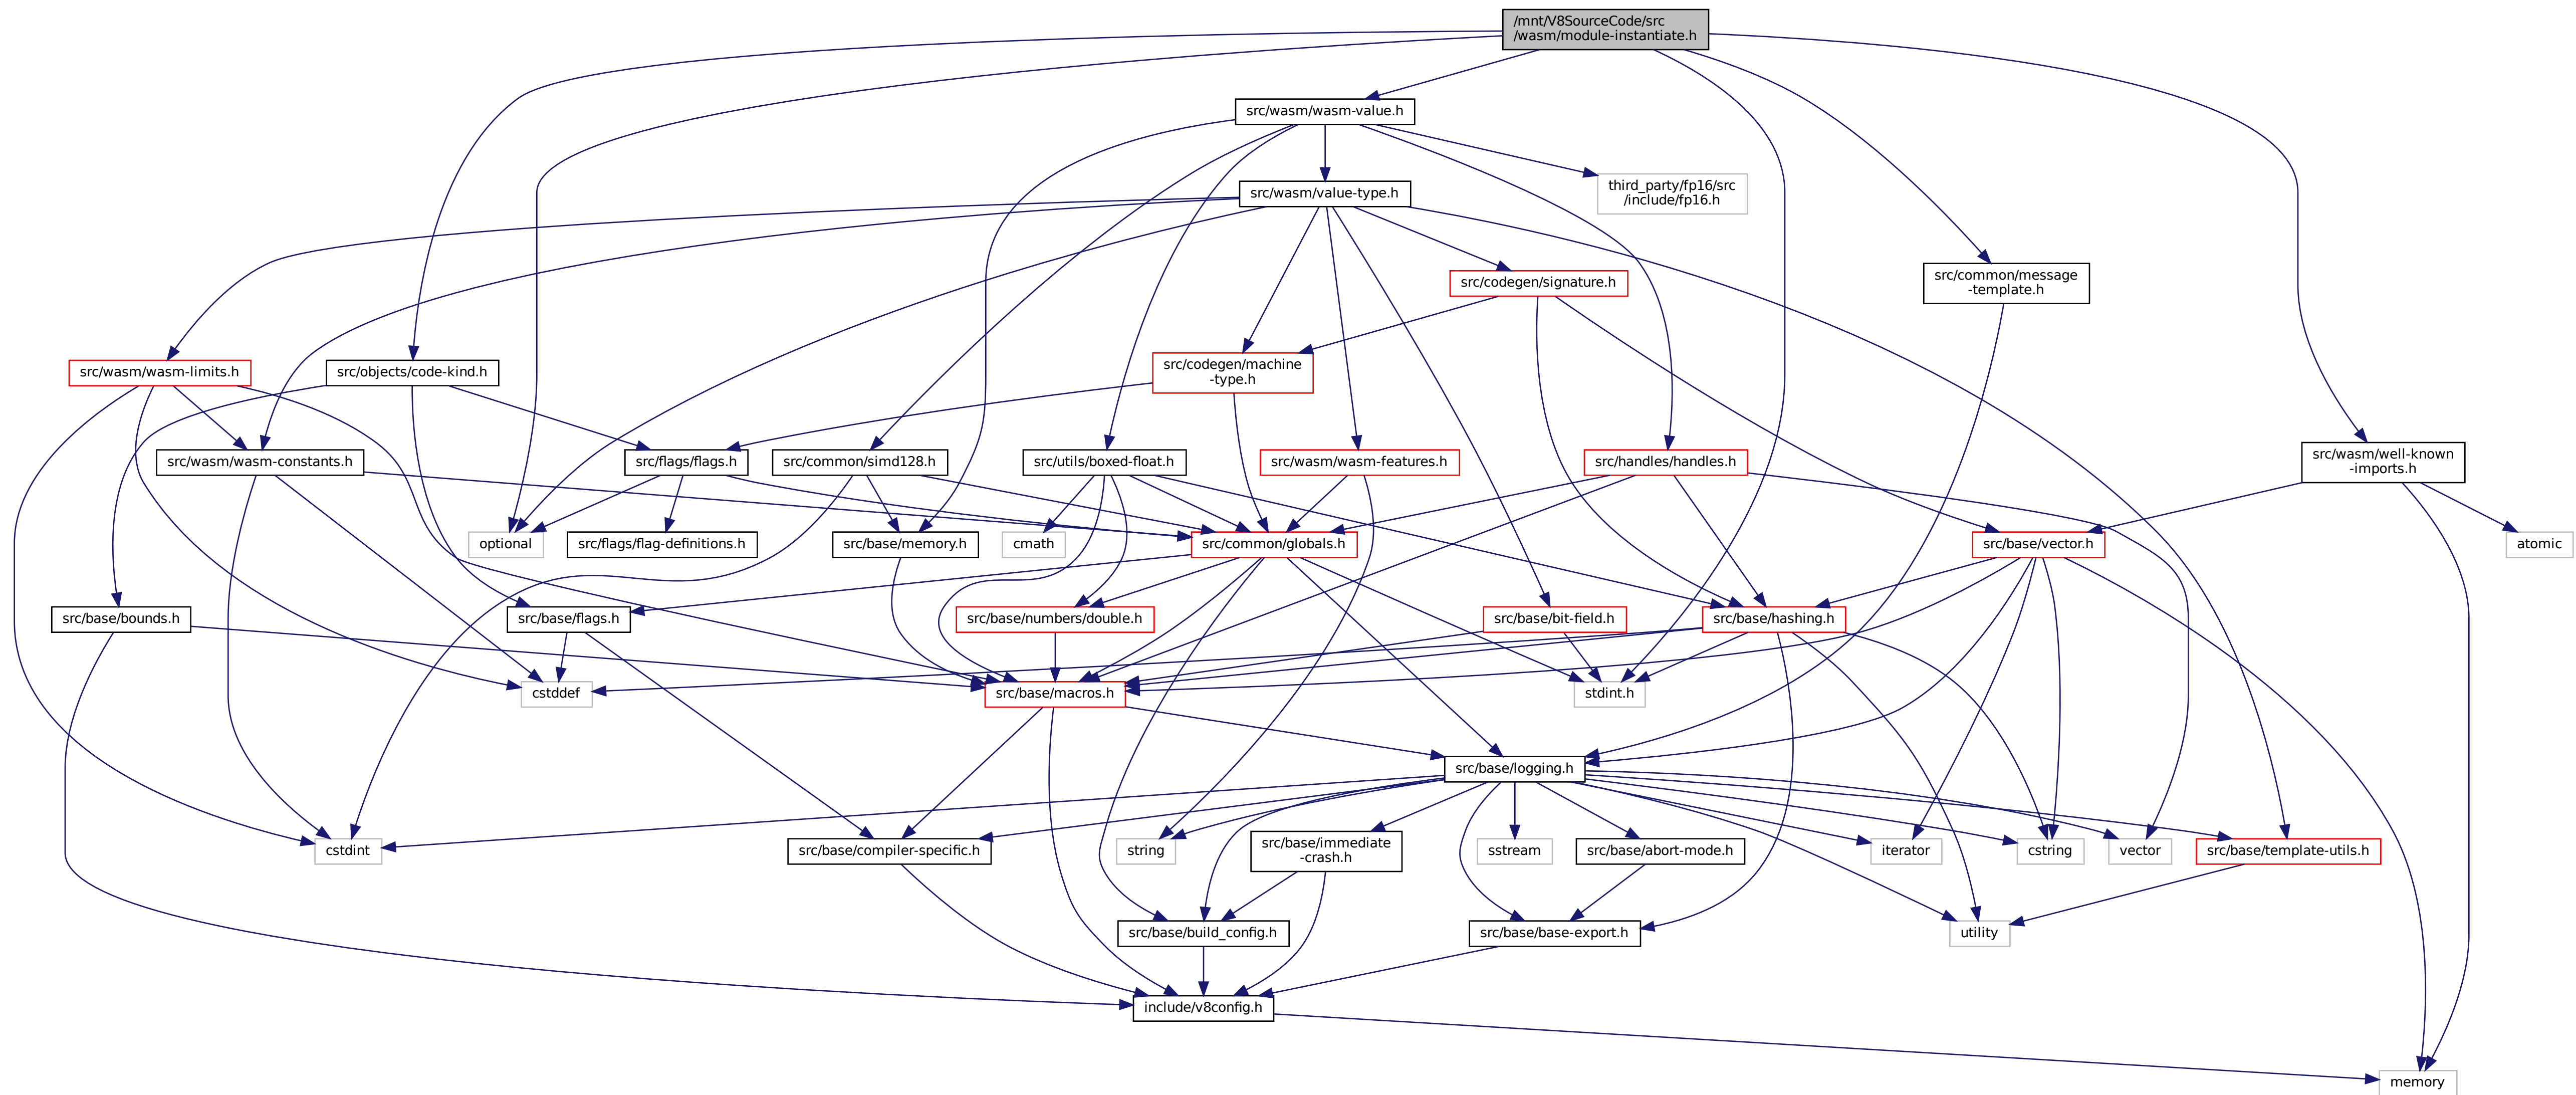 /mnt/V8SourceCode/src
/wasm/module-instantiate.h
src/wasm/wasm-value.h
src/wasm/value-type.h
third_party/fp16/src
/include/fp16.h
src/codegen/signature.h
src/common/message
-template.h
src/wasm/wasm-limits.h
src/objects/code-kind.h
src/codegen/machine
-type.h
src/wasm/wasm-constants.h
src/flags/flags.h
src/common/simd128.h
src/utils/boxed-float.h
src/wasm/wasm-features.h
src/handles/handles.h
src/wasm/well-known
-imports.h
optional
src/flags/flag-definitions.h
src/base/memory.h
cmath
src/common/globals.h
src/base/vector.h
atomic
src/base/bounds.h
src/base/flags.h
src/base/numbers/double.h
src/base/bit-field.h
src/base/hashing.h
cstddef
src/base/macros.h
stdint.h
src/base/logging.h
cstdint
src/base/compiler-specific.h
string
src/base/immediate
-crash.h
sstream
src/base/abort-mode.h
iterator
cstring
vector
src/base/template-utils.h
src/base/build_config.h
src/base/base-export.h
utility
include/v8config.h
memory